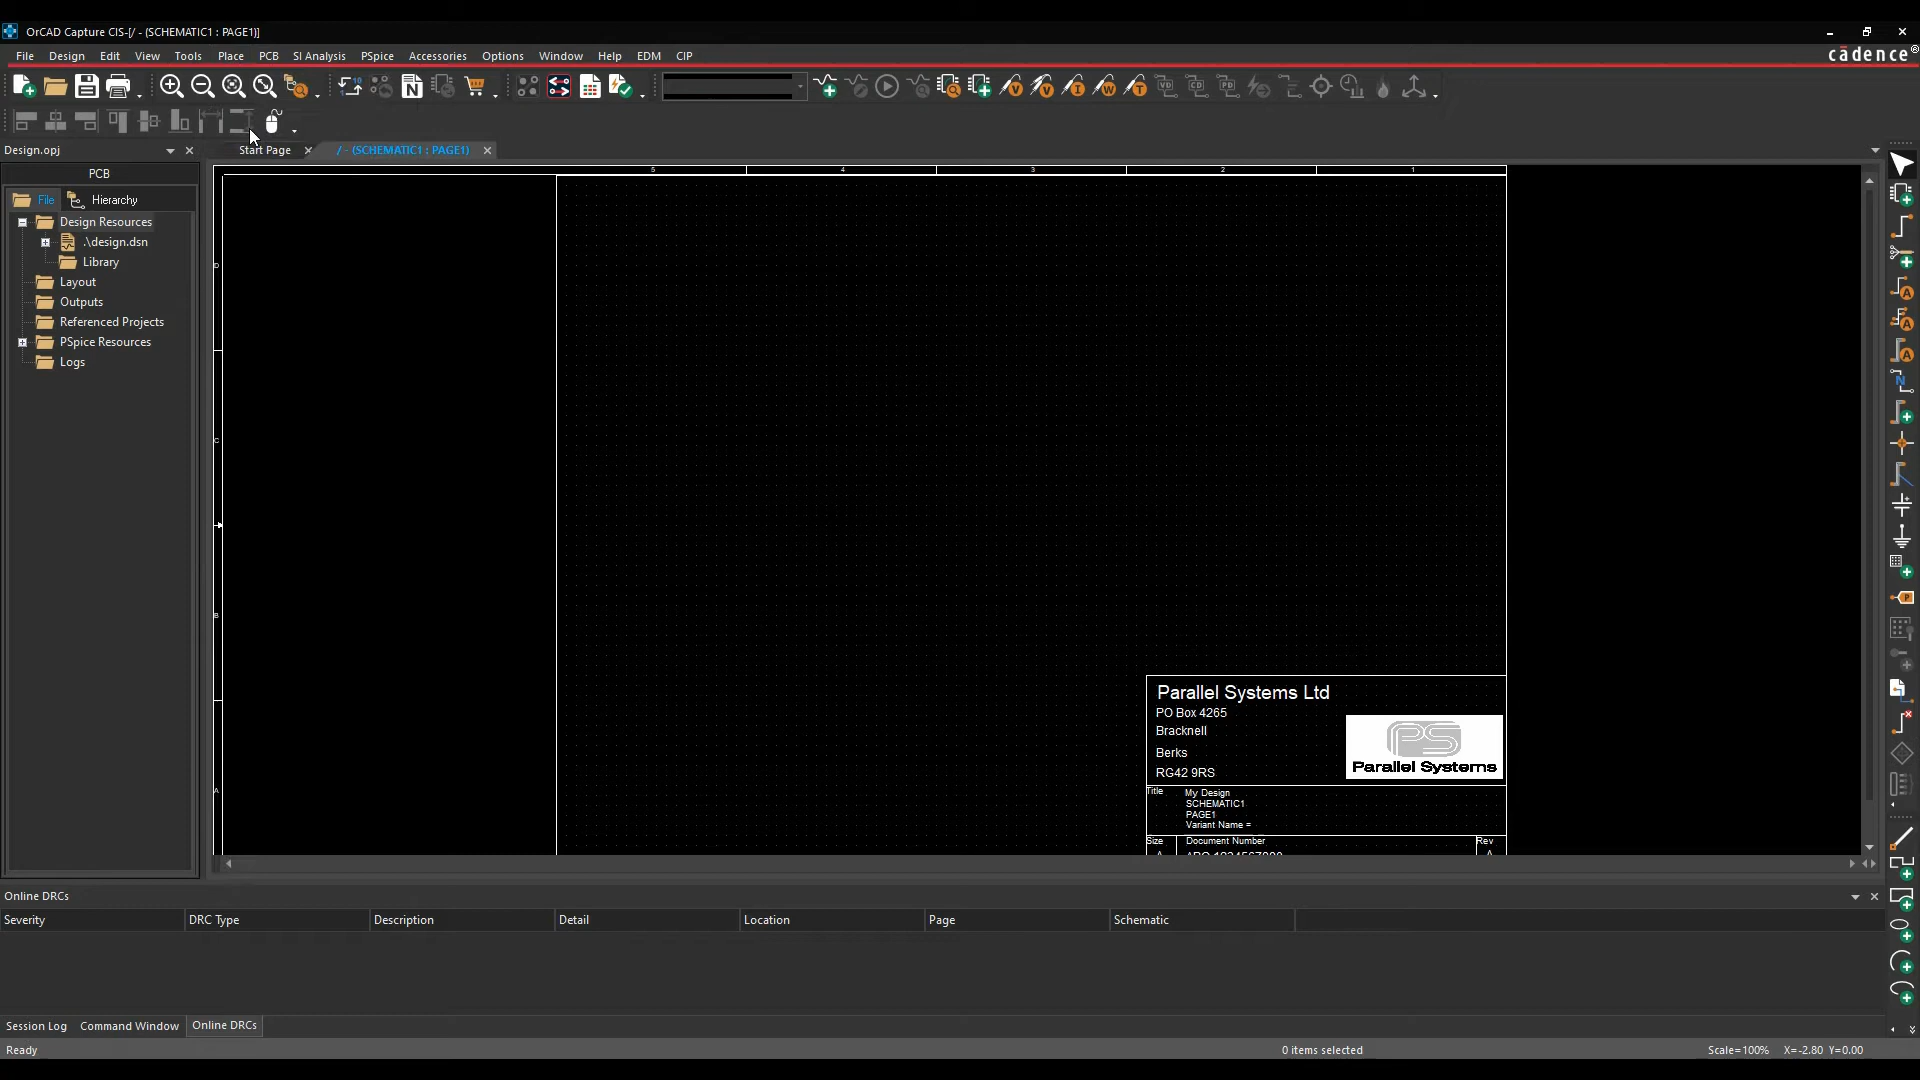 OrCAD Capture CIS-[/ - (SCHEMATIC1 : PAGE1)]
File Design Edit View Tools Place PCB SI Analysis PSpice Accessories Options Window Help EDM CIP
cādence®
Design.opj
Start Page
/ - (SCHEMATIC1 : PAGE1)
PCB
File Hierarchy
Design Resources
.\design.dsn
Library
Layout
Outputs
Referenced Projects
PSpice Resources
Logs
5 4 3 2 1
D
C
B
A
Parallel Systems Ltd
PO Box 4265
Bracknell
Berks
RG42 9RS
PS
Parallel Systems
Title
My Design
SCHEMATIC1
PAGE1
Variant Name =
Size Document Number Rev
Online DRCs
Severity DRC Type Description Detail Location Page Schematic
Session Log Command Window Online DRCs
Ready 0 items selected Scale=100% X=-2.80 Y=0.00